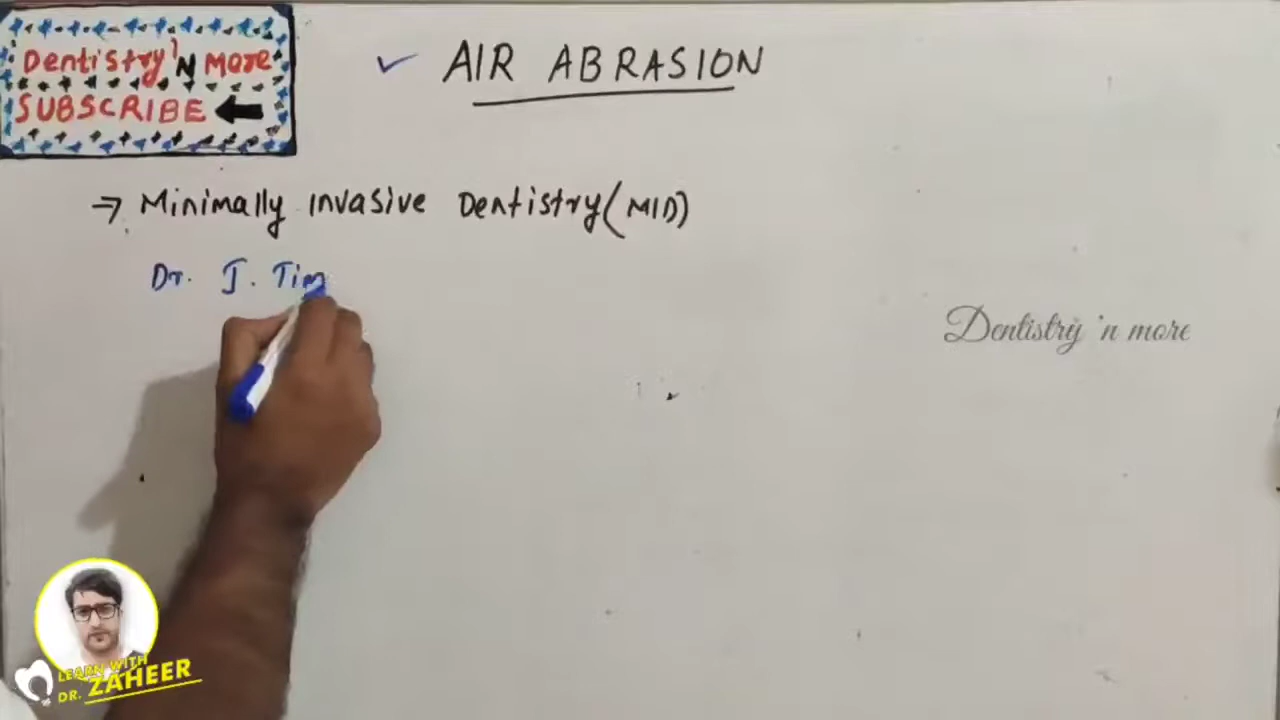 Dentistry'N More
SUBSCRIBE
AIR ABRASION
→ Minimally Invasive Dentistry (MID)
Dr. J. Tim
Dentistry 'n more
LEARN WITH
DR. ZAHEER